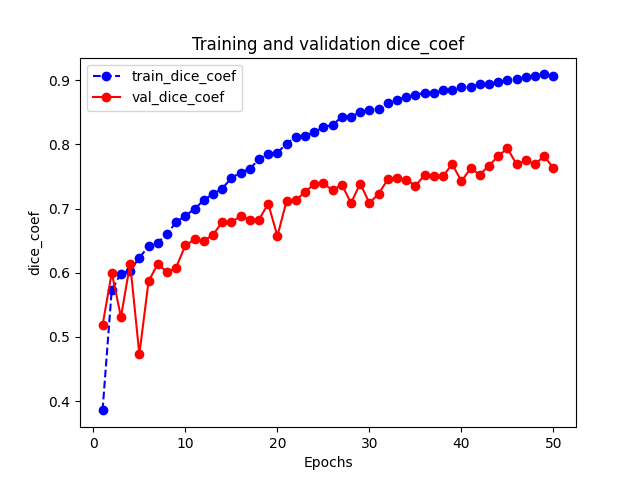 Training and validation dice_coef
train_dice_coef
val_dice_coef
dice_coef
0.9
0.8
0.7
0.6
0.5
0.4
0 10 20 30 40 50
Epochs